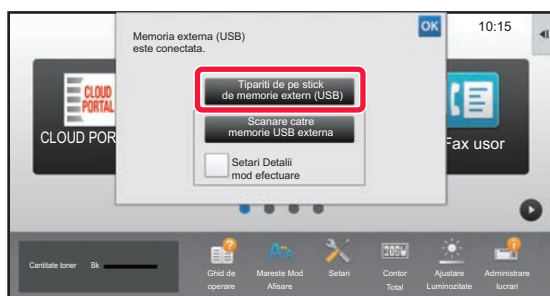 Memoria externa (USB)
este conectata.
OK
10:15
Tipariti de pe stick
de memorie extern (USB)
Scanare catre
memorie USB externa
Setari Detalii
mod efectuare
CLOUD
PORTAL
CLOUD POR
Fax usor
Cantitate toner Bk
Ghid de
operare
Mareste Mod
Afisare
Setari
Contor
Total
Ajustare
Luminozitate
Administrare
lucrari